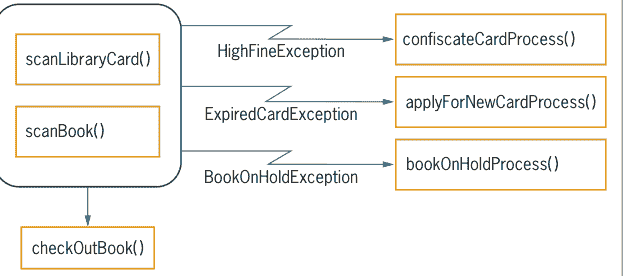 scanLibraryCard()
scanBook()
checkOutBook()
HighFineException
confiscateCardProcess()
ExpiredCardException
applyForNewCardProcess()
BookOnHoldException
bookOnHoldProcess()